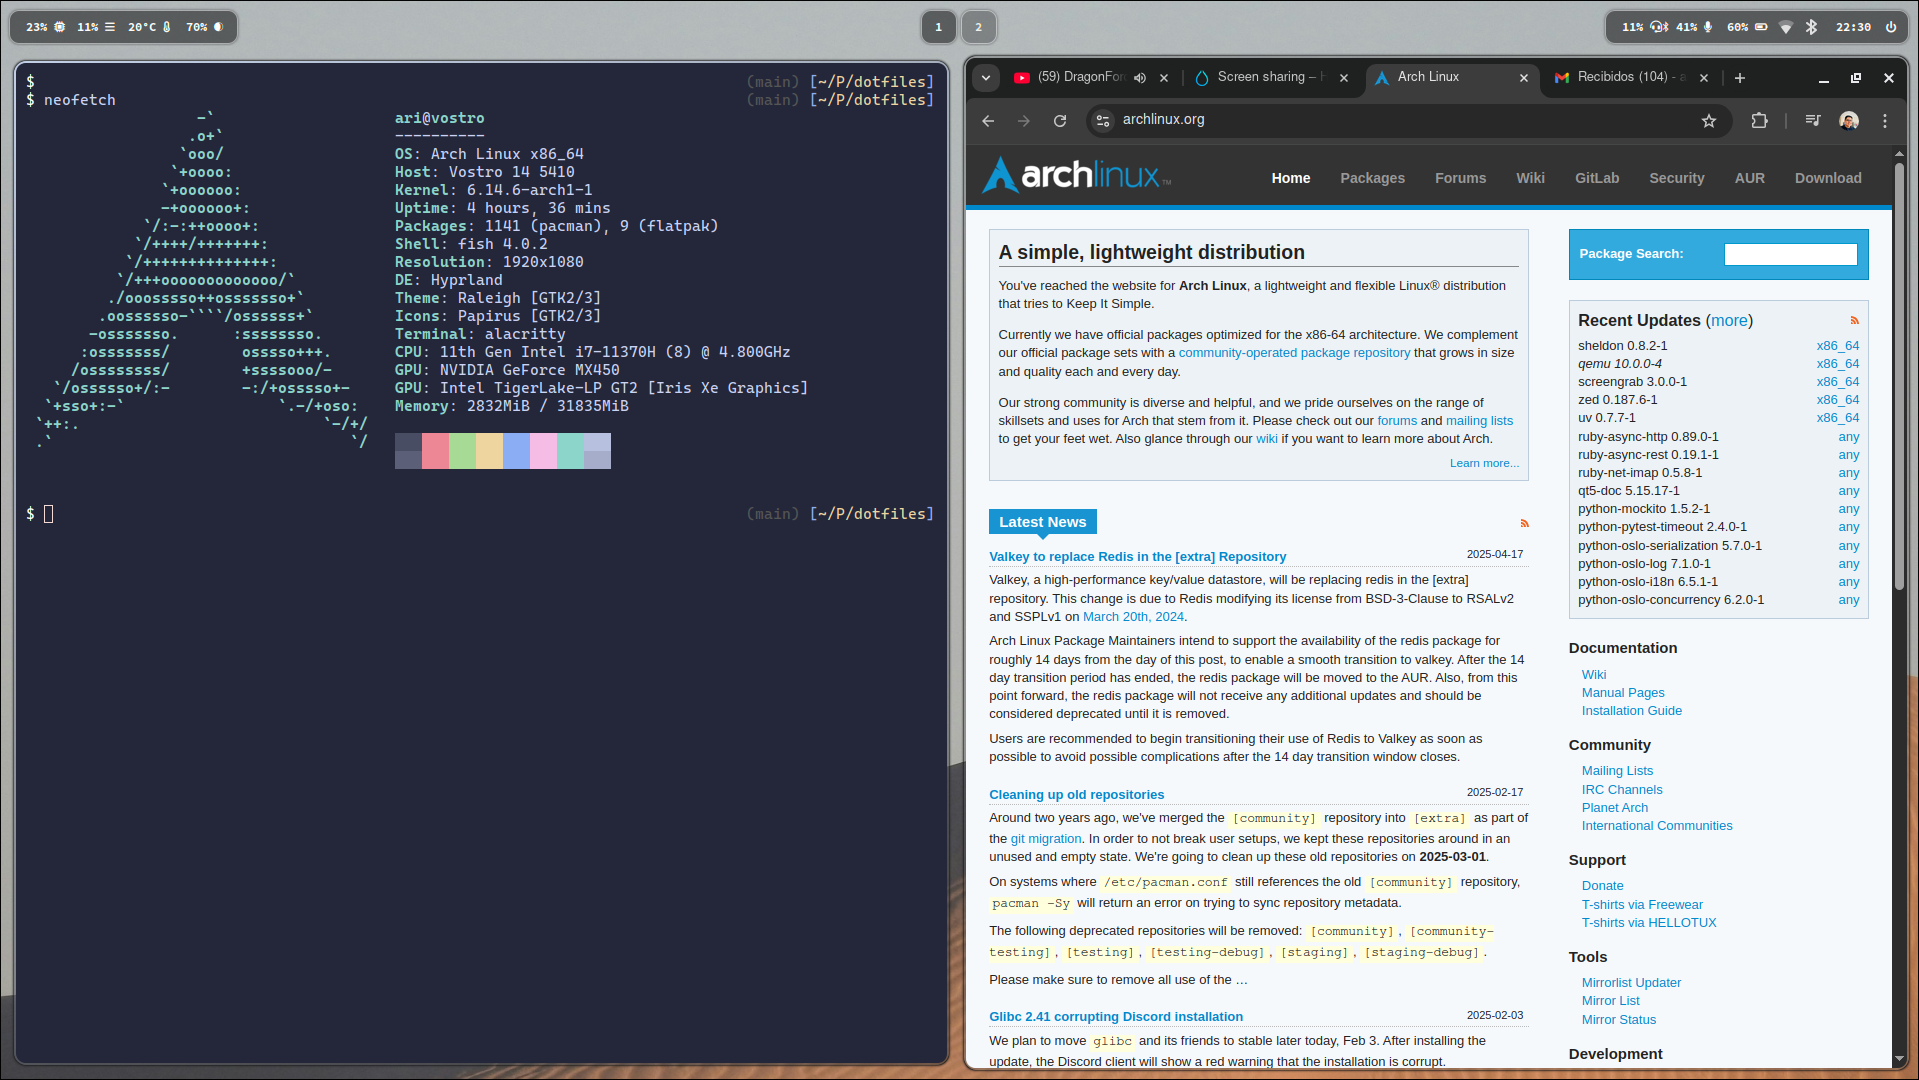 23% 11% 20°C 70%
1 2
11% 41% 60% 22:30
$ (main) [~/P/dotfiles]
$ neofetch (main) [~/P/dotfiles]
-`
.o+`
`ooo/
`+oooo:
`+oooooo:
-+oooooo+:
`/:-:++oooo+:
`/++++/+++++++:
`/++++++++++++++:
`/+++ooooooooooooo/`
./ooosssso++osssssso+`
.oossssso-````/ossssss+`
-osssssso. :ssssssso.
:osssssss/ osssso+++.
/ossssssss/ +ssssooo/-
`/ossssso+/:- -:/+osssso+-
`+sso+:-` `.-/+oso:
`++:. `-/+/
.` `/
ari@vostro
----------
OS: Arch Linux x86_64
Host: Vostro 14 5410
Kernel: 6.14.6-arch1-1
Uptime: 4 hours, 36 mins
Packages: 1141 (pacman), 9 (flatpak)
Shell: fish 4.0.2
Resolution: 1920x1080
DE: Hyprland
Theme: Raleigh [GTK2/3]
Icons: Papirus [GTK2/3]
Terminal: alacritty
CPU: 11th Gen Intel i7-11370H (8) @ 4.800GHz
GPU: NVIDIA GeForce MX450
GPU: Intel TigerLake-LP GT2 [Iris Xe Graphics]
Memory: 2832MiB / 31835MiB
$ (main) [~/P/dotfiles]
(59) DragonFor Screen sharing – Arch Linux Recibidos (104) - a
archlinux.org
archlinux™
Home Packages Forums Wiki GitLab Security AUR Download
A simple, lightweight distribution
You've reached the website for Arch Linux, a lightweight and flexible Linux® distribution
that tries to Keep It Simple.
Currently we have official packages optimized for the x86-64 architecture. We complement
our official package sets with a community-operated package repository that grows in size
and quality each and every day.
Our strong community is diverse and helpful, and we pride ourselves on the range of
skillsets and uses for Arch that stem from it. Please check out our forums and mailing lists
to get your feet wet. Also glance through our wiki if you want to learn more about Arch.
Learn more...
Latest News
Valkey to replace Redis in the [extra] Repository 2025-04-17
Valkey, a high-performance key/value datastore, will be replacing redis in the [extra]
repository. This change is due to Redis modifying its license from BSD-3-Clause to RSALv2
and SSPLv1 on March 20th, 2024.
Arch Linux Package Maintainers intend to support the availability of the redis package for
roughly 14 days from the day of this post, to enable a smooth transition to valkey. After the 14
day transition period has ended, the redis package will be moved to the AUR. Also, from this
point forward, the redis package will not receive any additional updates and should be
considered deprecated until it is removed.
Users are recommended to begin transitioning their use of Redis to Valkey as soon as
possible to avoid possible complications after the 14 day transition window closes.
Cleaning up old repositories 2025-02-17
Around two years ago, we've merged the [community] repository into [extra] as part of
the git migration. In order to not break user setups, we kept these repositories around in an
unused and empty state. We're going to clean up these old repositories on 2025-03-01.
On systems where /etc/pacman.conf still references the old [community] repository,
pacman -Sy will return an error on trying to sync repository metadata.
The following deprecated repositories will be removed: [community], [community-
testing], [testing], [testing-debug], [staging], [staging-debug].
Please make sure to remove all use of the …
Glibc 2.41 corrupting Discord installation 2025-02-03
We plan to move glibc and its friends to stable later today, Feb 3. After installing the
update, the Discord client will show a red warning that the installation is corrupt.
Package Search:
Recent Updates (more)
sheldon 0.8.2-1 x86_64
qemu 10.0.0-4 x86_64
screengrab 3.0.0-1 x86_64
zed 0.187.6-1 x86_64
uv 0.7.7-1 x86_64
ruby-async-http 0.89.0-1 any
ruby-async-rest 0.19.1-1 any
ruby-net-imap 0.5.8-1 any
qt5-doc 5.15.17-1 any
python-mockito 1.5.2-1 any
python-pytest-timeout 2.4.0-1 any
python-oslo-serialization 5.7.0-1 any
python-oslo-log 7.1.0-1 any
python-oslo-i18n 6.5.1-1 any
python-oslo-concurrency 6.2.0-1 any
Documentation
Wiki
Manual Pages
Installation Guide
Community
Mailing Lists
IRC Channels
Planet Arch
International Communities
Support
Donate
T-shirts via Freewear
T-shirts via HELLOTUX
Tools
Mirrorlist Updater
Mirror List
Mirror Status
Development